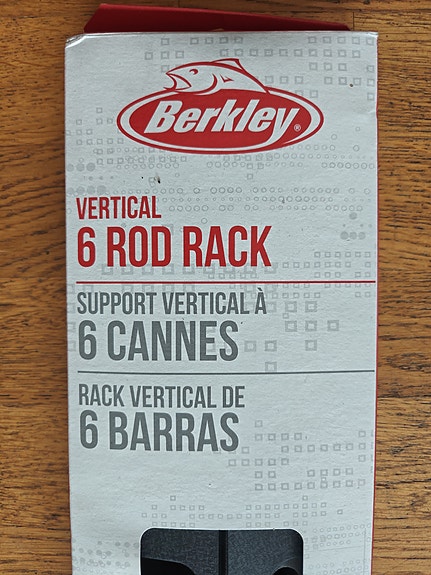 Berkley®
VERTICAL
6 ROD RACK
SUPPORT VERTICAL À
6 CANNES
RACK VERTICAL DE
6 BARRAS